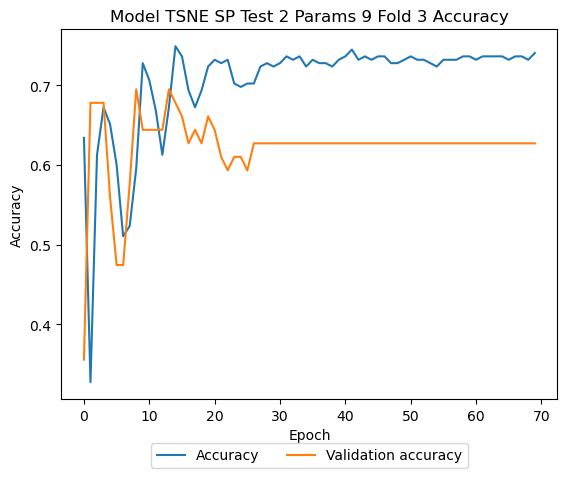 Model TSNE SP Test 2 Params 9 Fold 3 Accuracy
Accuracy
0.7
0.6
0.5
0.4
0 10 20 30 40 50 60 70
Epoch
Accuracy Validation accuracy